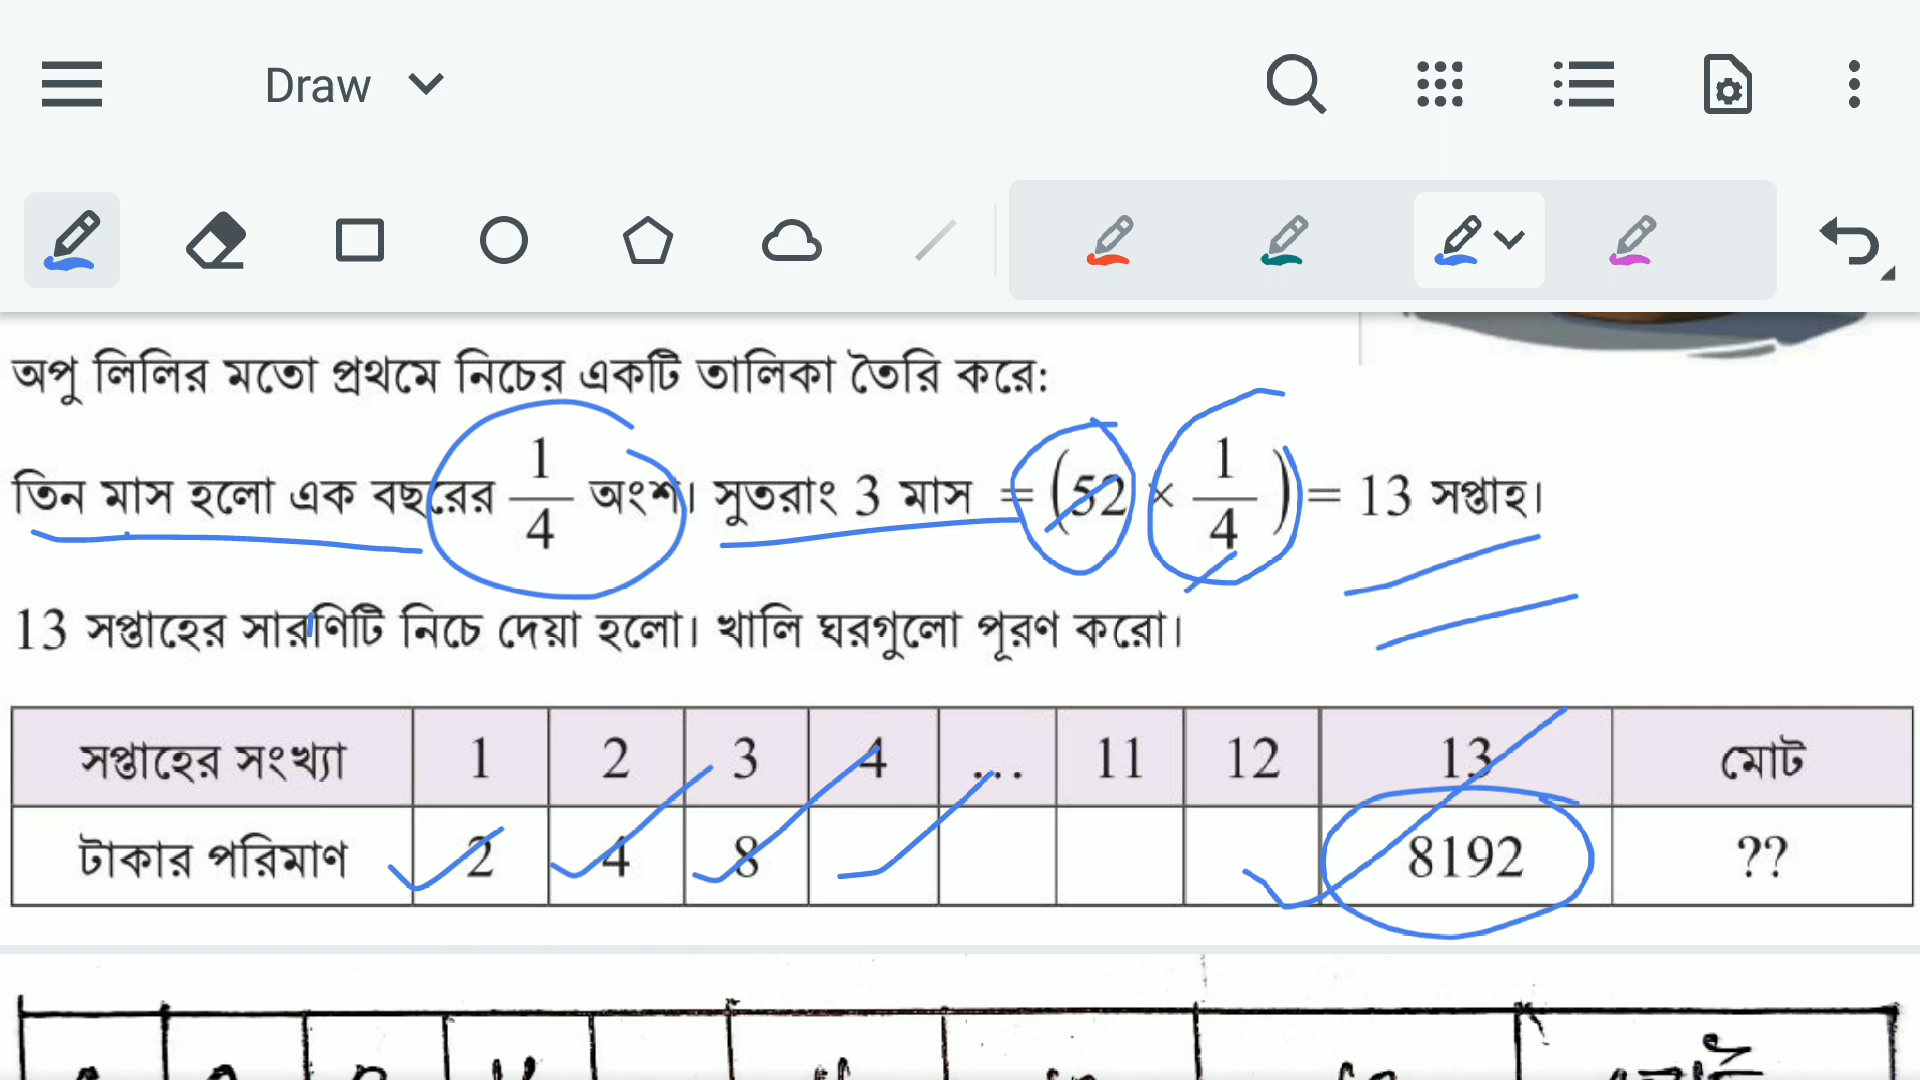 Draw
অপু লিলির মতো প্রথমে নিচের একটি তালিকা তৈরি করে:
তিন মাস হলো এক বছরের 1/4 অংশ। সুতরাং 3 মাস = (52 × 1/4) = 13 সপ্তাহ।
13 সপ্তাহের সারণিটি নিচে দেয়া হলো। খালি ঘরগুলো পূরণ করো।
সপ্তাহের সংখ্যা 1 2 3 4 ... 11 12 13 মোট
টাকার পরিমাণ 2 4 8 8192 ??